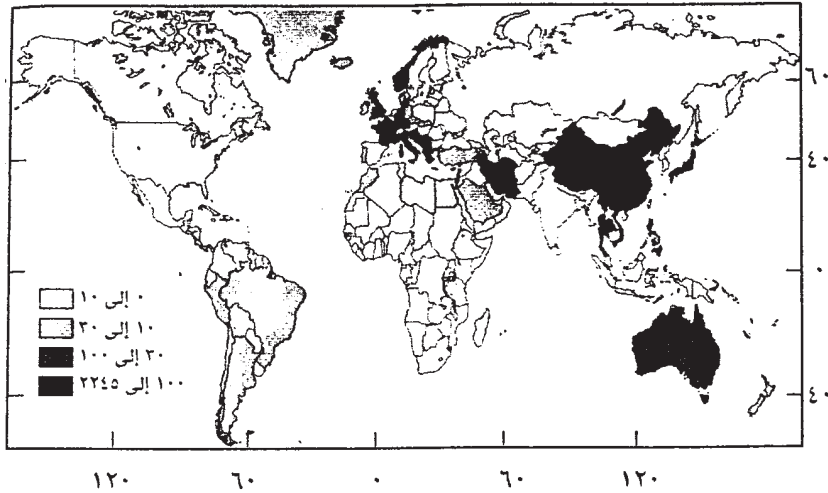 ٦٠
٤٠
٠
٤٠
٠ إلى ١٠
١٠ إلى ٣٠
٣٠ إلى ١٠٠
١٠٠ إلى ٢٢٤٥
١٢٠ ٦٠ ٠ ٦٠ ١٢٠